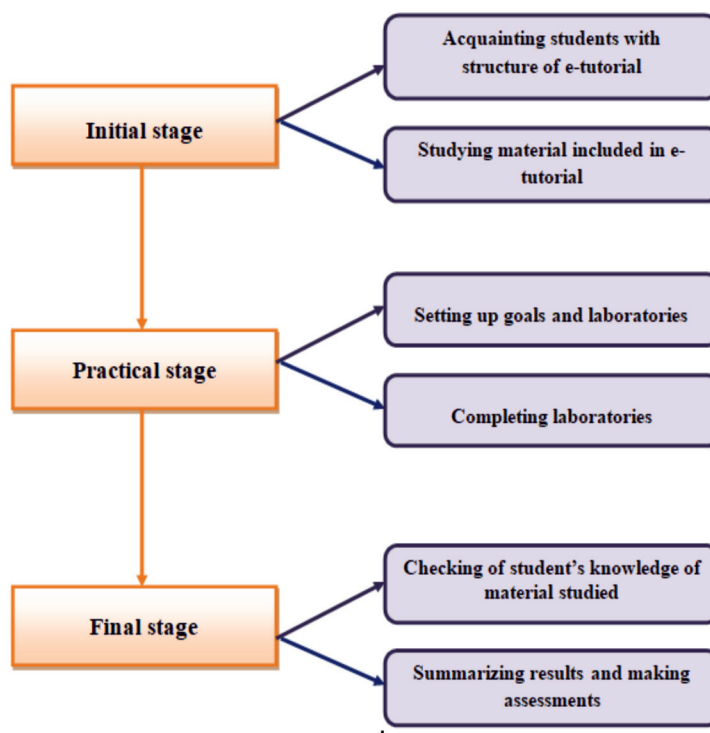 Acquainting students with
structure of e-tutorial
Initial stage
Studying material included in e-
tutorial
Setting up goals and laboratories
Practical stage
Completing laboratories
Checking of student’s knowledge of
material studied
Final stage
Summarizing results and making
assessments